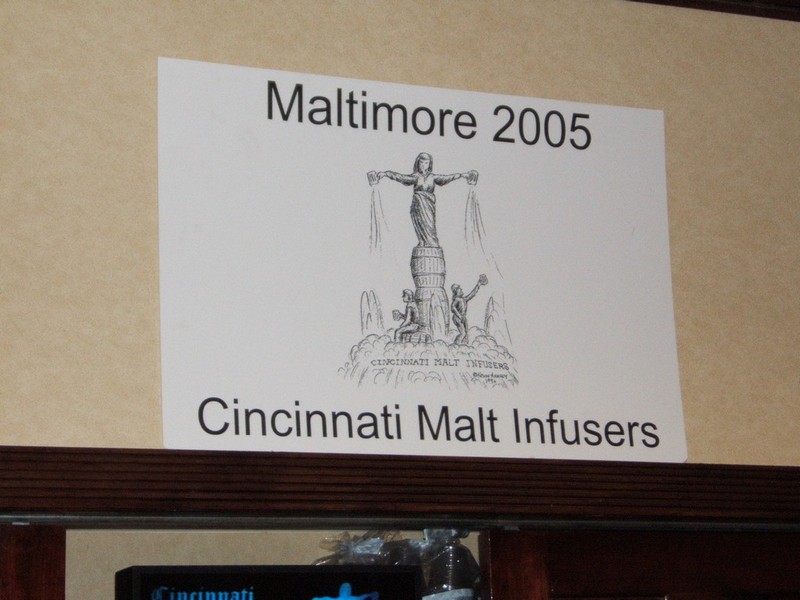 Maltimore 2005
CINCINNATI MALT INFUSERS
Cincinnati Malt Infusers
Cincinnati